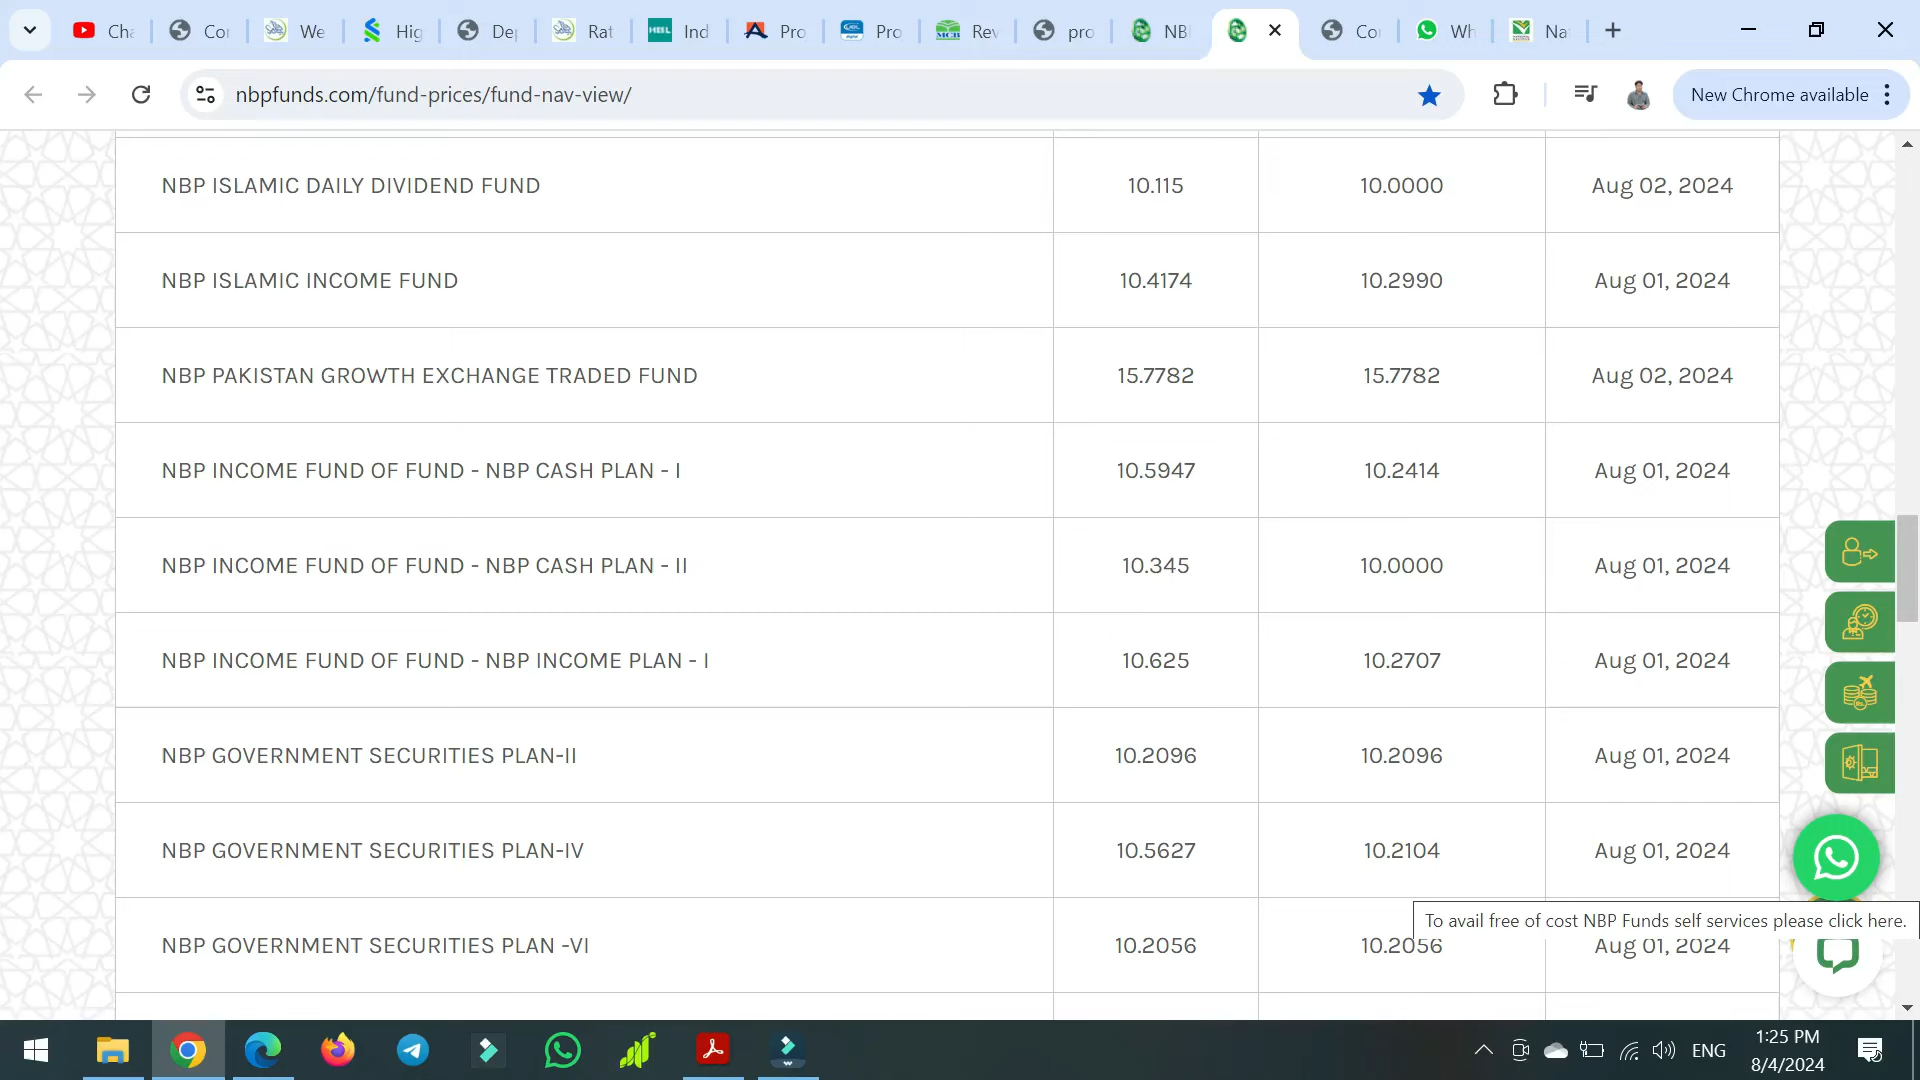 Cha
Cor
We
Hig
Dep
Rat
HBL
Ind
Pro
Pro
MCB
Rev
pro
NBI
Cor
Wh
Na
nbpfunds.com/fund-prices/fund-nav-view/
New Chrome available
NBP ISLAMIC DAILY DIVIDEND FUND 10.115 10.0000 Aug 02, 2024
NBP ISLAMIC INCOME FUND 10.4174 10.2990 Aug 01, 2024
NBP PAKISTAN GROWTH EXCHANGE TRADED FUND 15.7782 15.7782 Aug 02, 2024
NBP INCOME FUND OF FUND - NBP CASH PLAN - I 10.5947 10.2414 Aug 01, 2024
NBP INCOME FUND OF FUND - NBP CASH PLAN - II 10.345 10.0000 Aug 01, 2024
NBP INCOME FUND OF FUND - NBP INCOME PLAN - I 10.625 10.2707 Aug 01, 2024
NBP GOVERNMENT SECURITIES PLAN-II 10.2096 10.2096 Aug 01, 2024
NBP GOVERNMENT SECURITIES PLAN-IV 10.5627 10.2104 Aug 01, 2024
To avail free of cost NBP Funds self services please click here.
NBP GOVERNMENT SECURITIES PLAN -VI 10.2056 10.2056 Aug 01, 2024
ENG
1:25 PM
8/4/2024